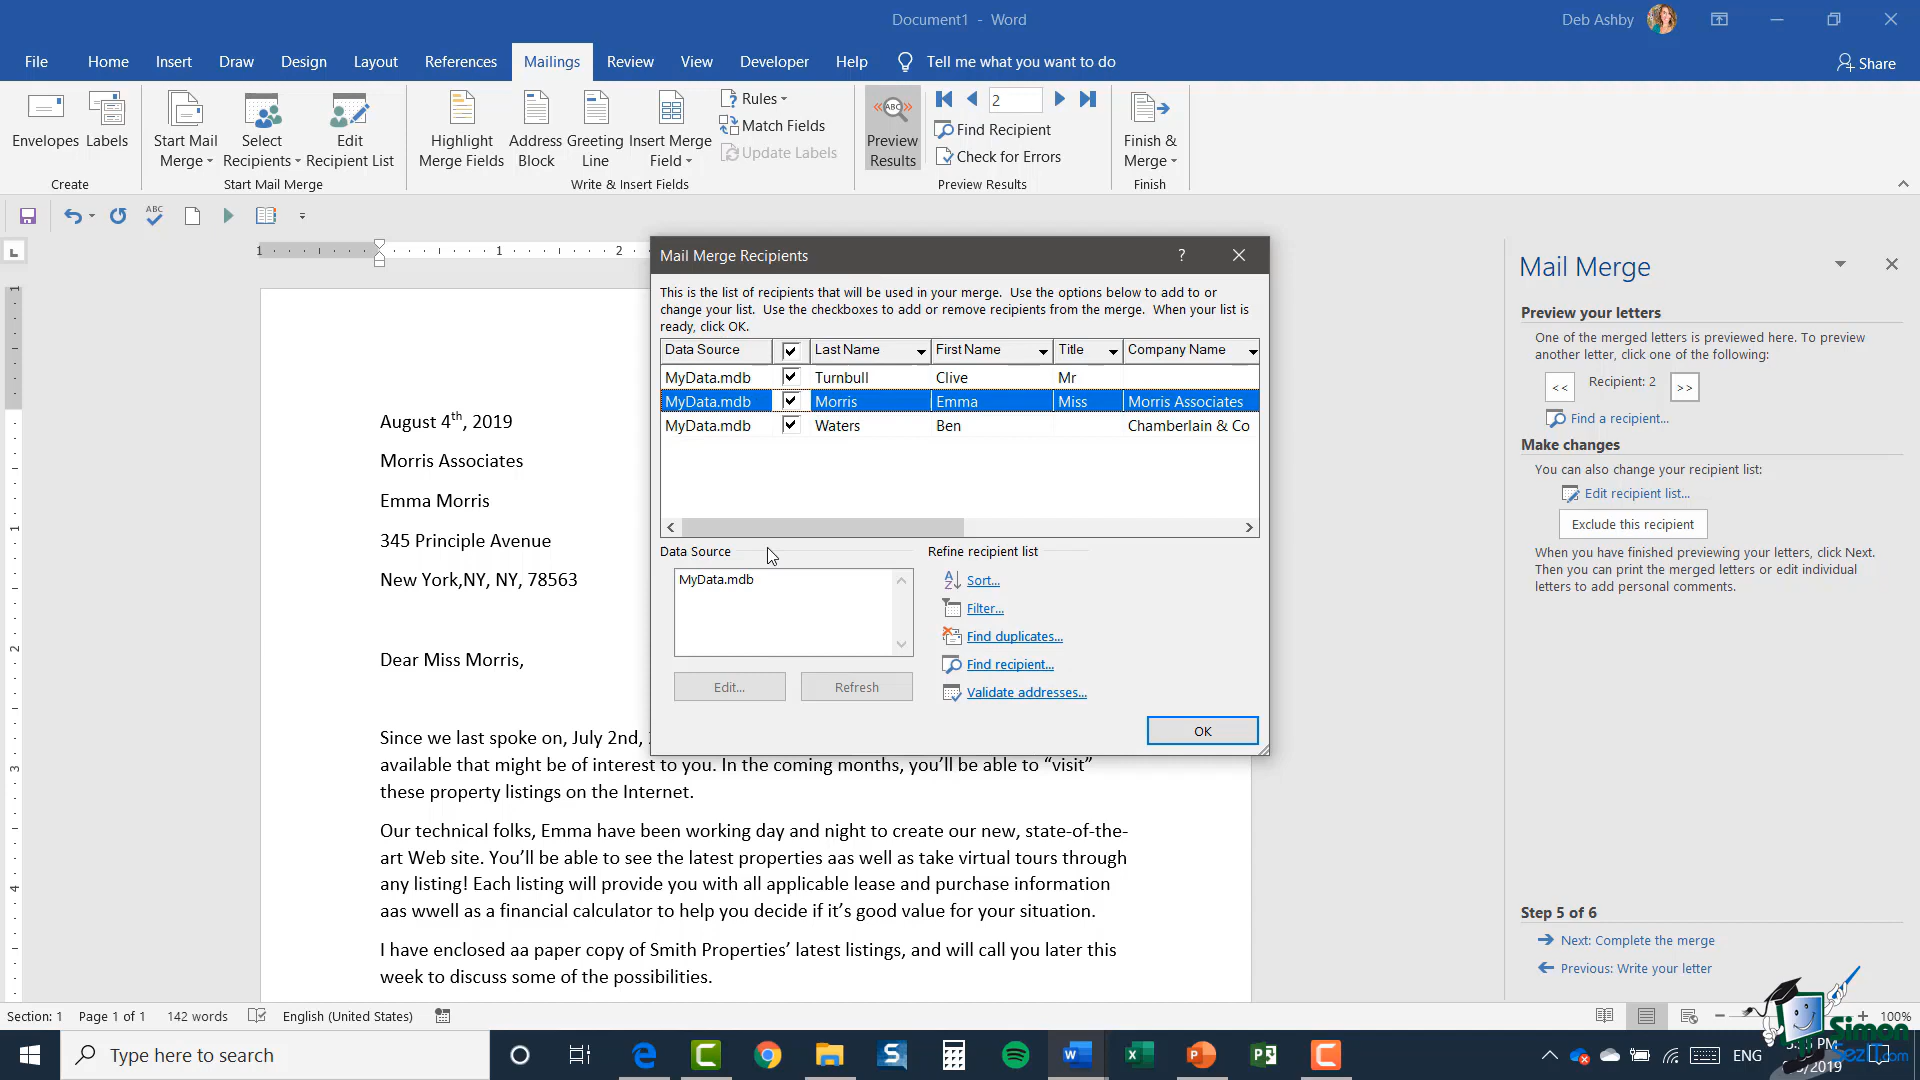 Document1 - Word
Deb Ashby
File Home Insert Draw Design Layout References Mailings Review View Developer Help Tell me what you want to do Share
Envelopes Labels
Create
Start Mail Merge
Select Recipients
Edit Recipient List
Start Mail Merge
Highlight Merge Fields
Address Block
Greeting Line
Insert Merge Field
Rules
Match Fields
Update Labels
Write & Insert Fields
ABC
Preview Results
2
Find Recipient
Check for Errors
Preview Results
Finish & Merge
Finish
ABC
1 1 2
Mail Merge Recipients ?
This is the list of recipients that will be used in your merge. Use the options below to add to or
change your list. Use the checkboxes to add or remove recipients from the merge. When your list is
ready, click OK.
Data Source Last Name First Name Title Company Name
MyData.mdb Turnbull Clive Mr
MyData.mdb Morris Emma Miss Morris Associates
MyData.mdb Waters Ben Chamberlain & Co
Data Source
MyData.mdb
Edit... Refresh
Refine recipient list
Sort...
Filter...
Find duplicates...
Find recipient...
Validate addresses...
OK
August 4th, 2019
Morris Associates
Emma Morris
345 Principle Avenue
New York,NY, NY, 78563
Dear Miss Morris,
Since we last spoke on, July 2nd,
available that might be of interest to you. In the coming months, you’ll be able to “visit”
these property listings on the Internet.
Our technical folks, Emma have been working day and night to create our new, state-of-the-
art Web site. You’ll be able to see the latest properties aas well as take virtual tours through
any listing! Each listing will provide you with all applicable lease and purchase information
aas wwell as a financial calculator to help you decide if it’s good value for your situation.
I have enclosed aa paper copy of Smith Properties’ latest listings, and will call you later this
week to discuss some of the possibilities.
1
1
2
3
4
Mail Merge
Preview your letters
One of the merged letters is previewed here. To preview
another letter, click one of the following:
<< Recipient: 2 >>
Find a recipient...
Make changes
You can also change your recipient list:
Edit recipient list...
Exclude this recipient
When you have finished previewing your letters, click Next.
Then you can print the merged letters or edit individual
letters to add personal comments.
Step 5 of 6
Next: Complete the merge
Previous: Write your letter
Section: 1 Page 1 of 1 142 words English (United States) 100%
Type here to search
ENG
PM
/2019
Simon
SezIT.com